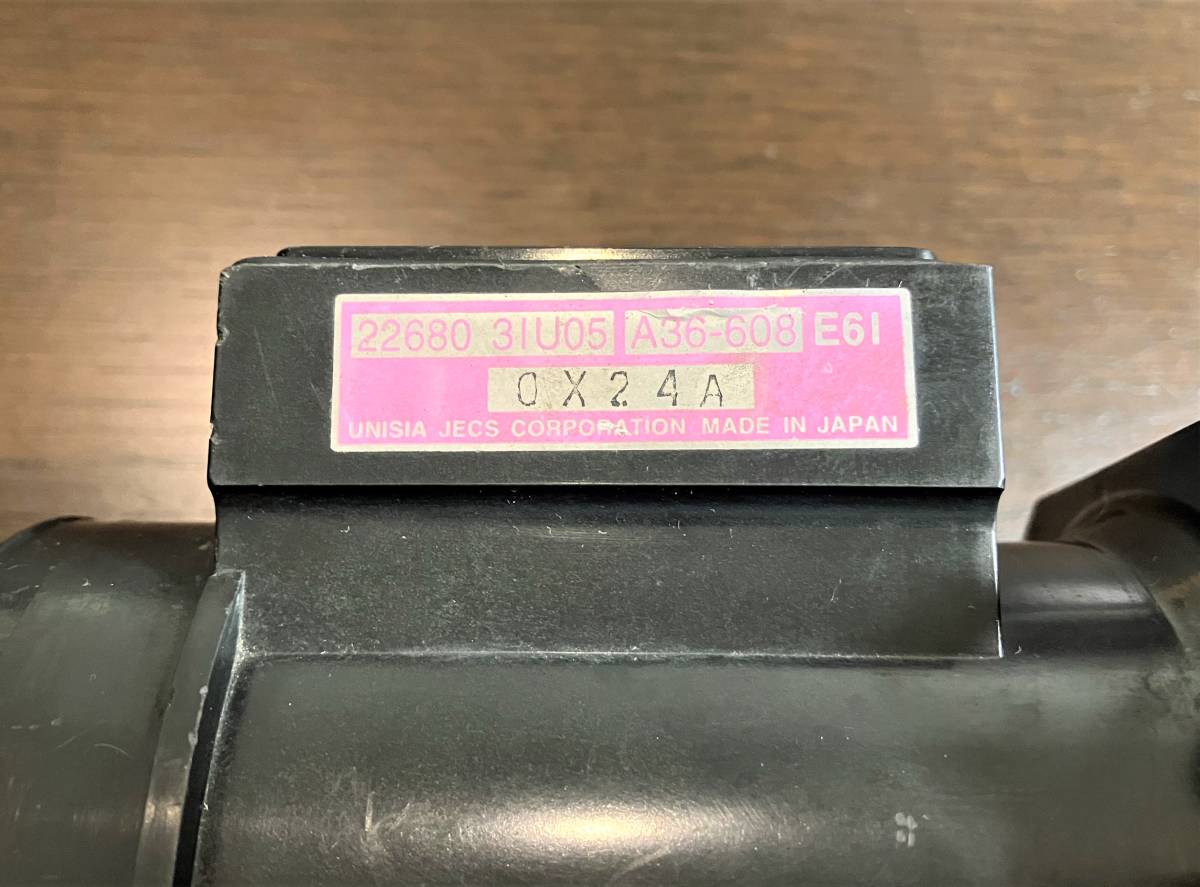 22680 31U05 A36-608 E61
0X24A
UNISIA JECS CORPORATION MADE IN JAPAN